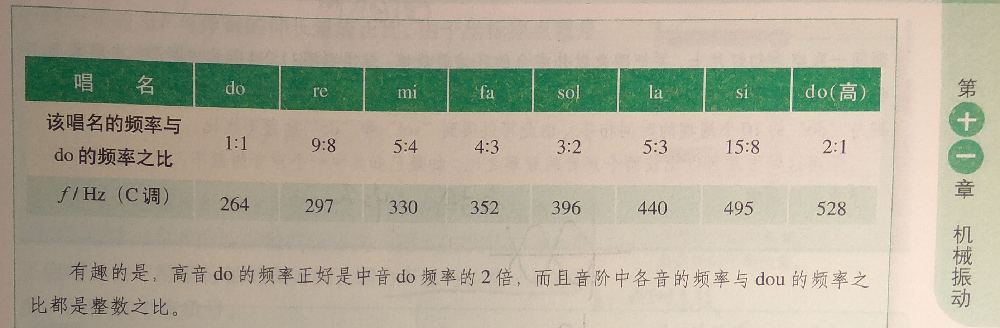 唱 名 do re mi fa sol la si do(高)
该唱名的频率与
do 的频率之比 1:1 9:8 5:4 4:3 3:2 5:3 15:8 2:1
f / Hz（C 调） 264 297 330 352 396 440 495 528
有趣的是，高音 do 的频率正好是中音 do 频率的 2 倍，而且音阶中各音的频率与 dou 的频率之
比都是整数之比。
第十一章 机械振动